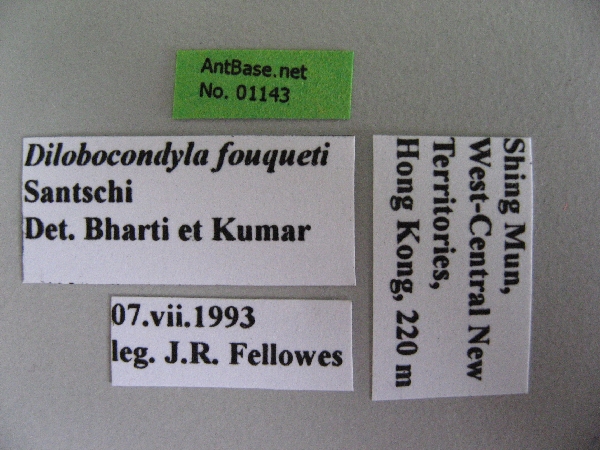 AntBase.net
No. 01143
Dilobocondyla fouqueti
Santschi
Det. Bharti et Kumar
07.vii.1993
leg. J.R. Fellowes
Shing Mun,
West-Central New
Territories,
Hong Kong, 220 m